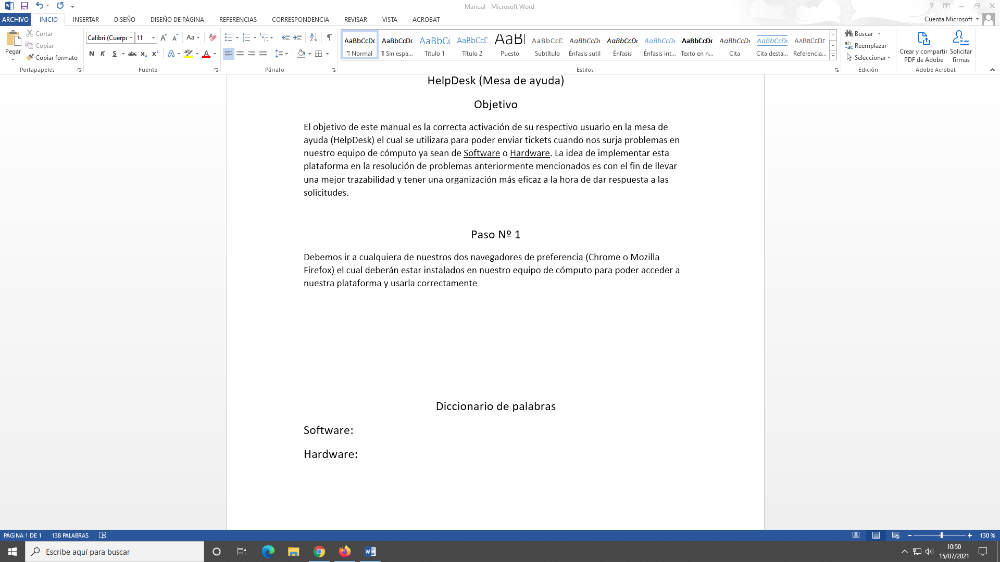 Manual - Microsoft Word
ARCHIVO INICIO INSERTAR DISEÑO DISEÑO DE PÁGINA REFERENCIAS CORRESPONDENCIA REVISAR VISTA ACROBAT Cuenta Microsoft
Pegar Cortar
Copiar
Copiar formato
Portapapeles
Calibri (Cuerpo 11
N K S abc x₂ x²
Fuente
Párrafo
AaBbCcDc AaBbCcDc AaBbCc AaBbCcD AaB AaBbCcD AaBbCcDc AaBbCcDc AaBbCcDc AaBbCcDc AaBbCcDc AaBbCcDc AaBbCcDd
¶ Normal ¶ Sin espa... Título 1 Título 2 Puesto Subtítulo Énfasis sutil Énfasis Énfasis int... Texto en n... Cita Cita desta... Referencia...
Estilos
Buscar
Reemplazar
Seleccionar
Edición
Crear y compartir PDF de Adobe
Solicitar firmas
Adobe Acrobat
HelpDesk (Mesa de ayuda)
Objetivo
El objetivo de este manual es la correcta activación de su respectivo usuario en la mesa de
ayuda (HelpDesk) el cual se utilizara para poder enviar tickets cuando nos surja problemas en
nuestro equipo de cómputo ya sean de Software o Hardware. La idea de implementar esta
plataforma en la resolución de problemas anteriormente mencionados es con el fin de llevar
una mejor trazabilidad y tener una organización más eficaz a la hora de dar respuesta a las
solicitudes.
Paso Nº 1
Debemos ir a cualquiera de nuestros dos navegadores de preferencia (Chrome o Mozilla
Firefox) el cual deberán estar instalados en nuestro equipo de cómputo para poder acceder a
nuestra plataforma y usarla correctamente
Diccionario de palabras
Software:
Hardware:
PÁGINA 1 DE 1 138 PALABRAS 130 %
Escribe aquí para buscar
10:50
15/07/2021